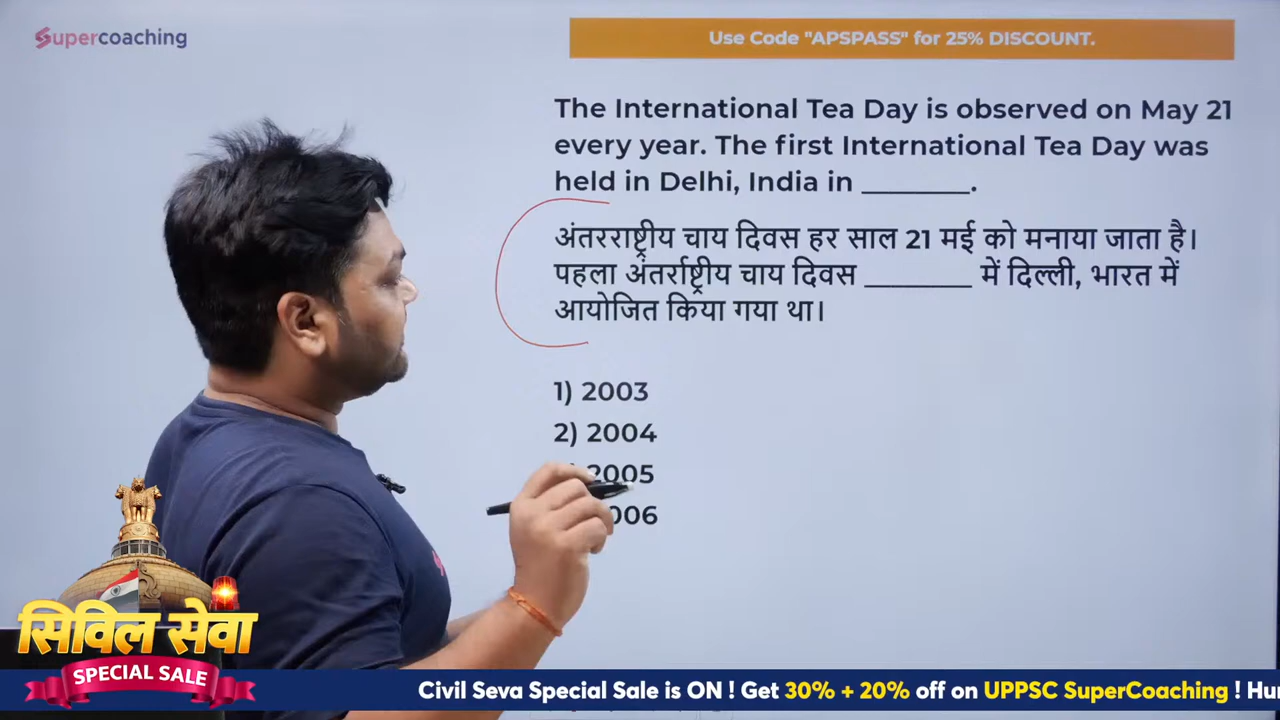 Supercoaching
Use Code "APSPASS" for 25% DISCOUNT.
The International Tea Day is observed on May 21
every year. The first International Tea Day was
held in Delhi, India in ________.
अंतरराष्ट्रीय चाय दिवस हर साल 21 मई को मनाया जाता है।
पहला अंतर्राष्ट्रीय चाय दिवस ________ में दिल्ली, भारत में
आयोजित किया गया था।
1) 2003
2) 2004
2005
006
सिविल सेवा
SPECIAL SALE
Civil Seva Special Sale is ON ! Get 30% + 20% off on UPPSC SuperCoaching ! Hu